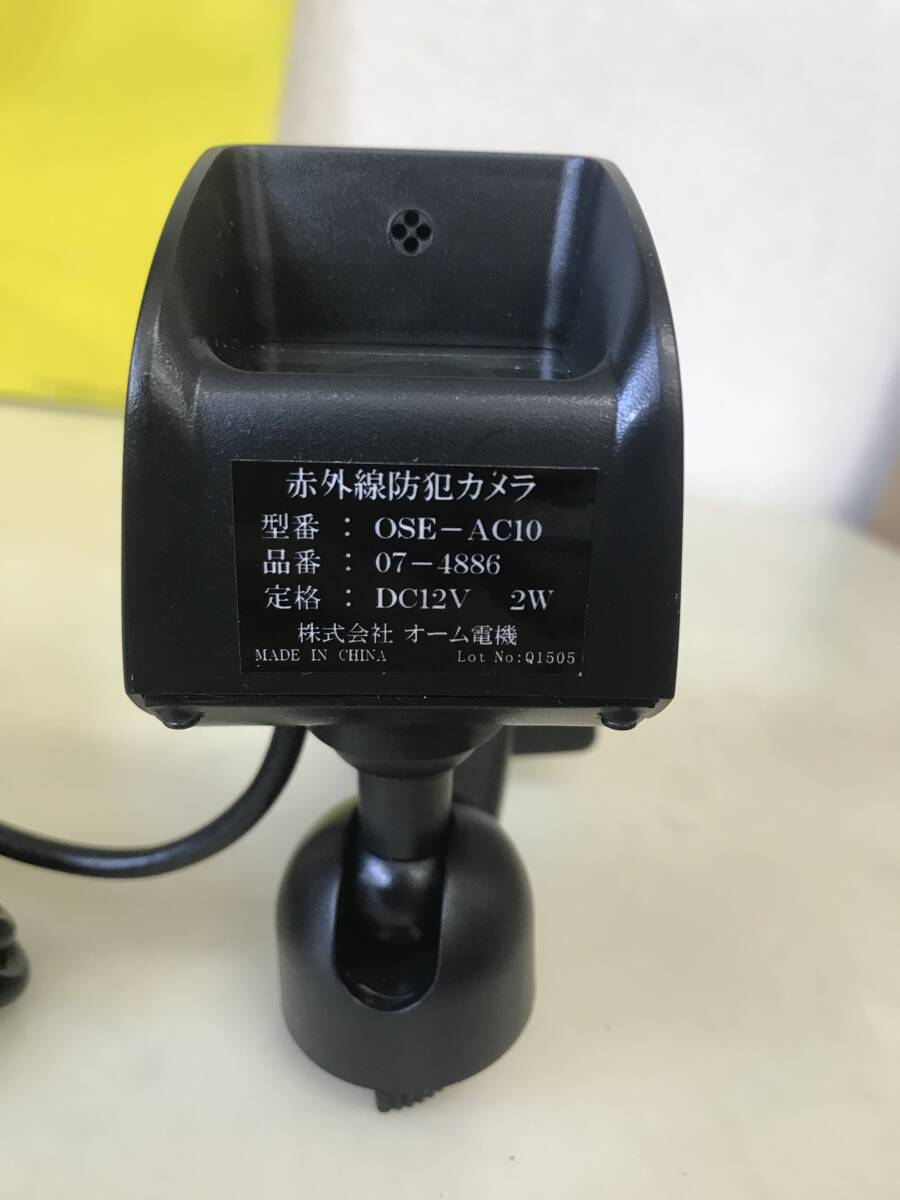 赤外線防犯カメラ
型番 : OSE-AC10
品番 : 07-4886
定格 : DC12V 2W
株式会社 オーム電機
MADE IN CHINA Lot No:Q1505